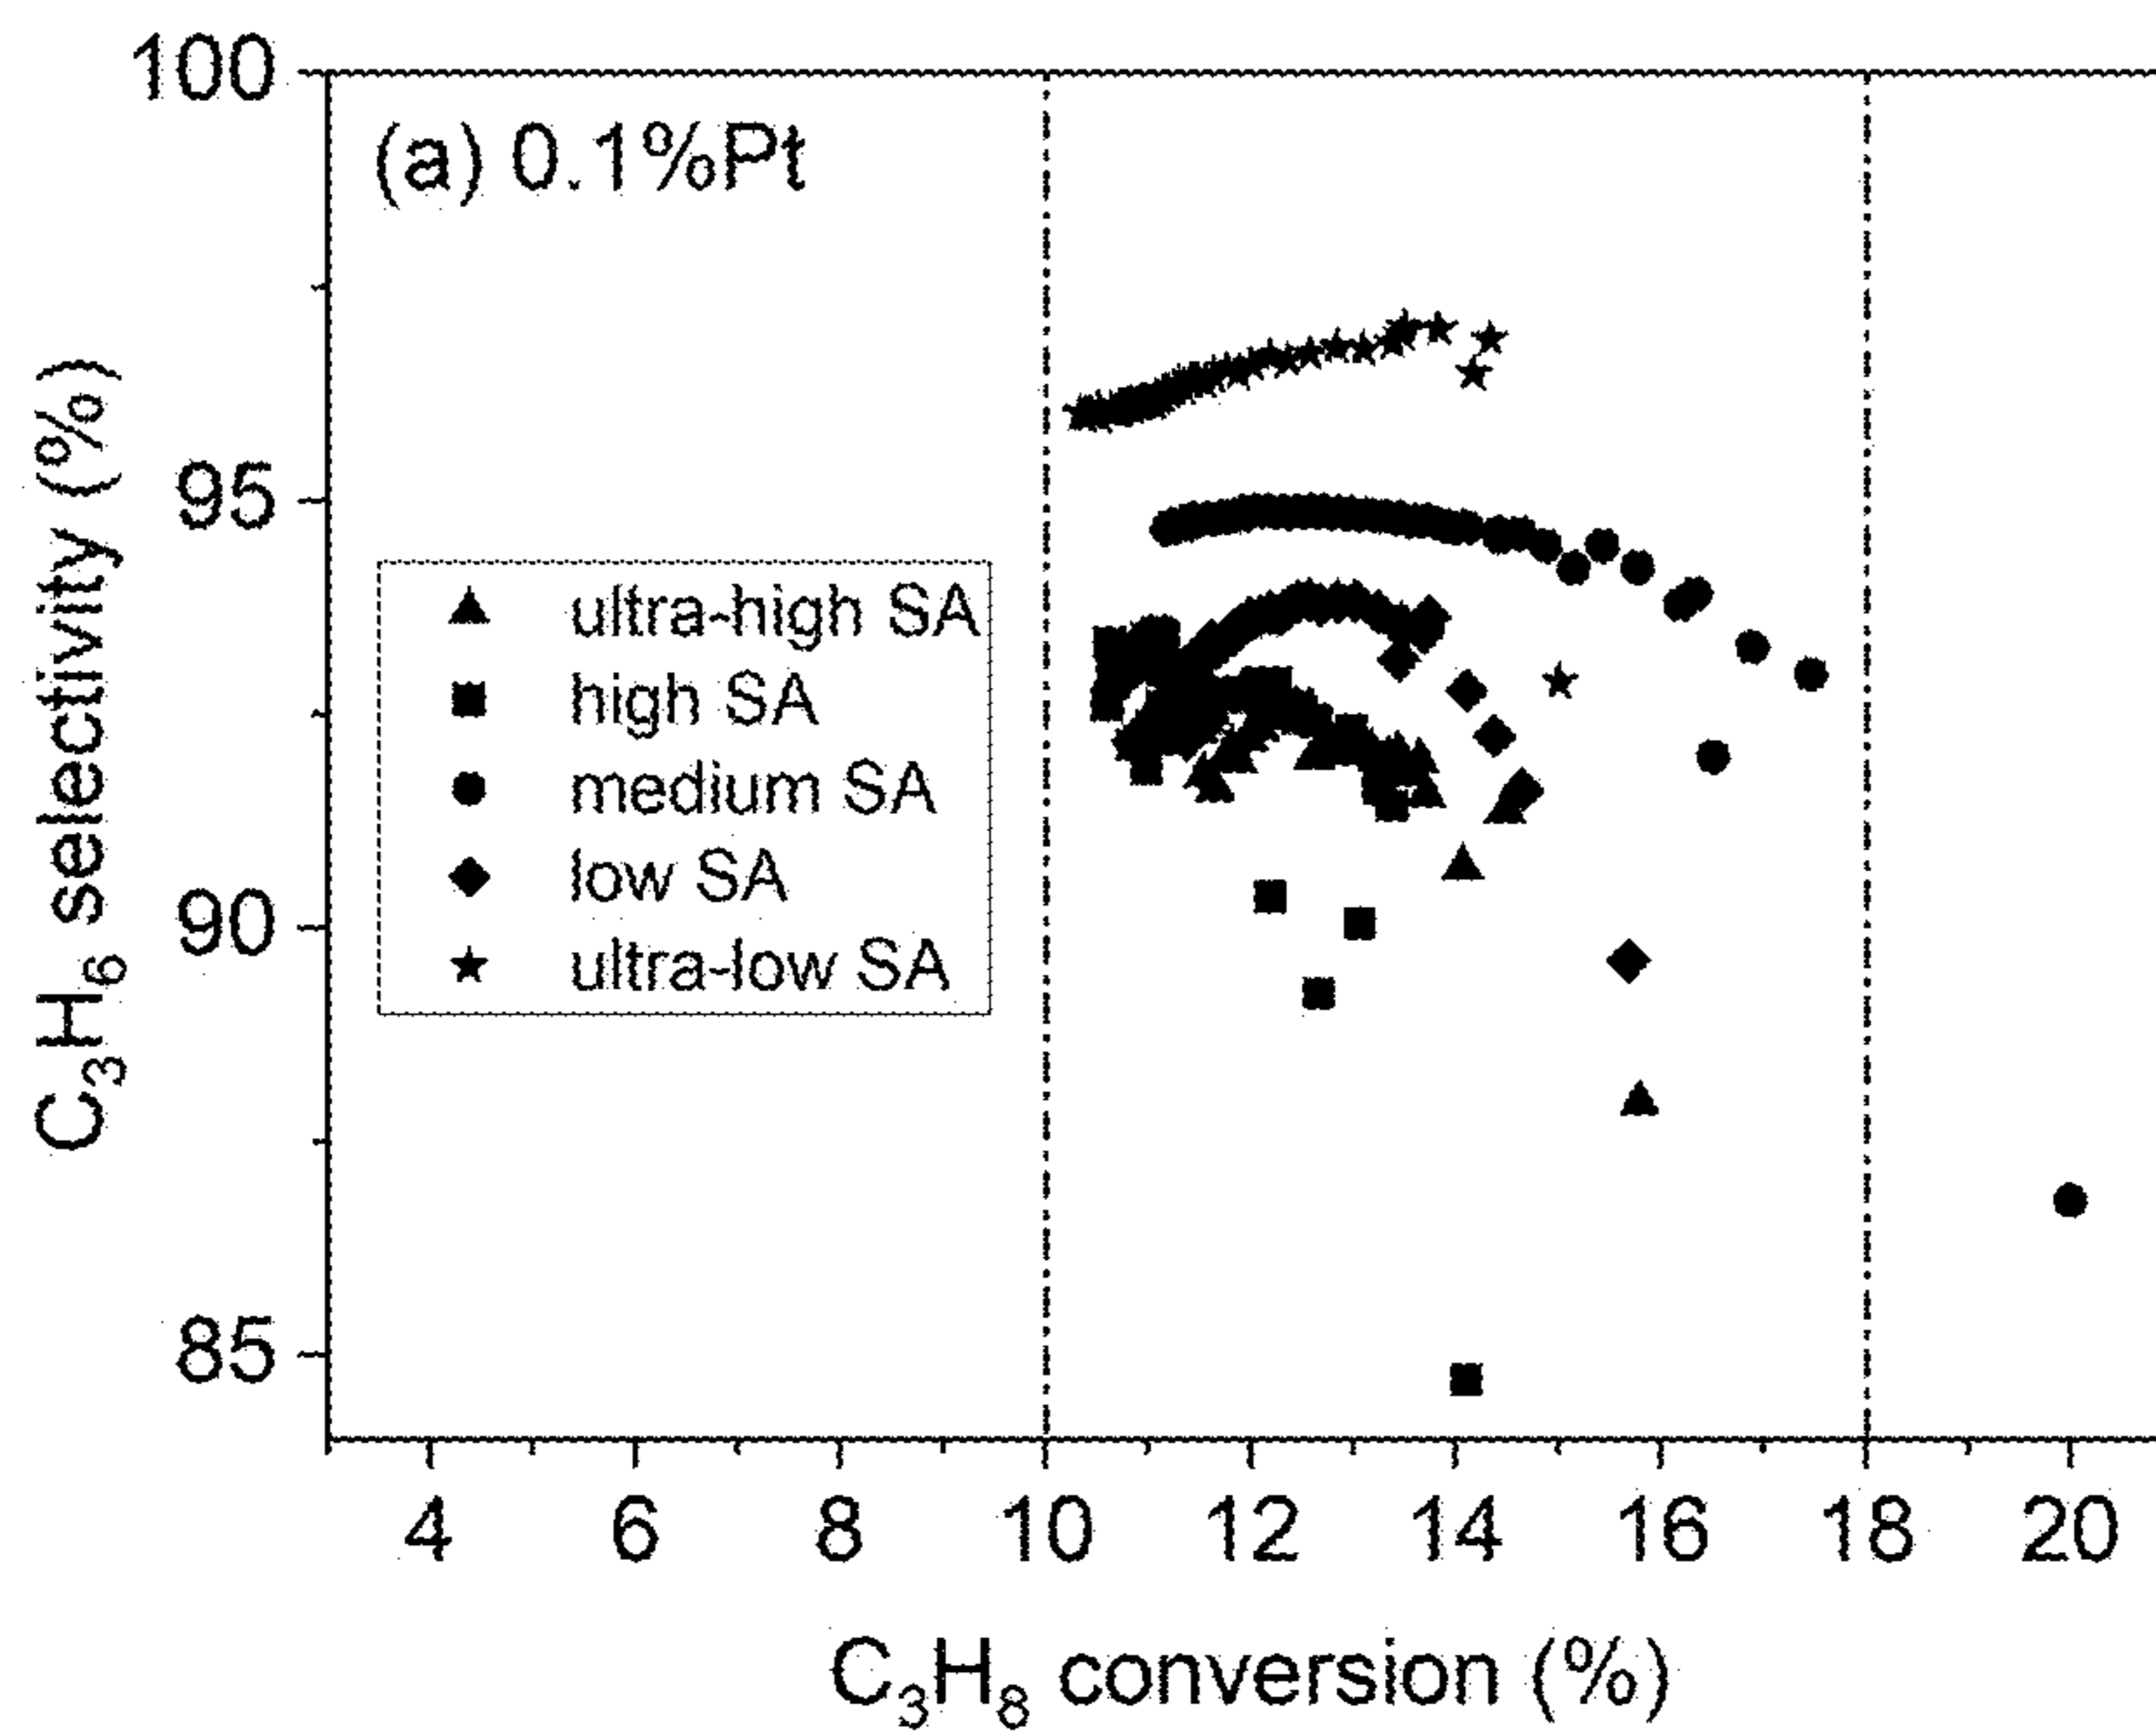 100
(a) 0.1%Pt
95
90
85
C₃H₆ selectivity (%)
ultra-high SA
high SA
medium SA
low SA
ultra-low SA
4 6 8 10 12 14 16 18 20
C₃H₈ conversion (%)